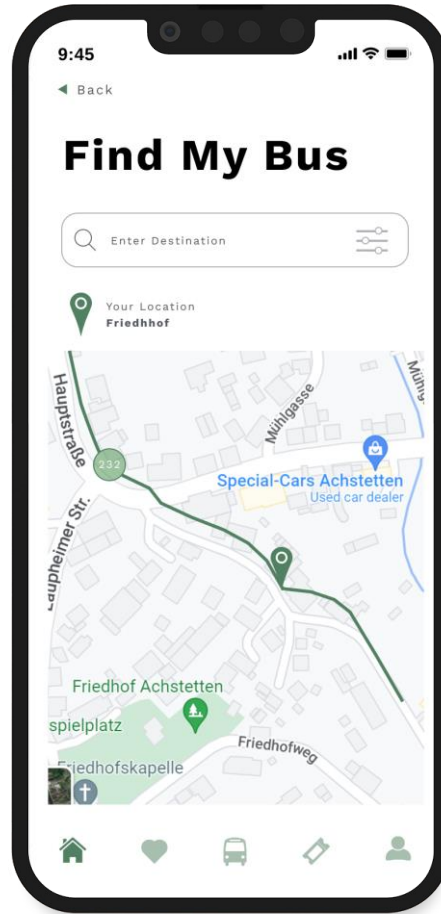 9:45
Back
Find My Bus
Enter Destination
Your Location
Friedhhof
Hauptstraße
Mühlgasse
232
Special-Cars Achstetten
Used car dealer
Laupheimer Str.
Friedhof Achstetten
spielplatz
Friedhofweg
Friedhofskapelle